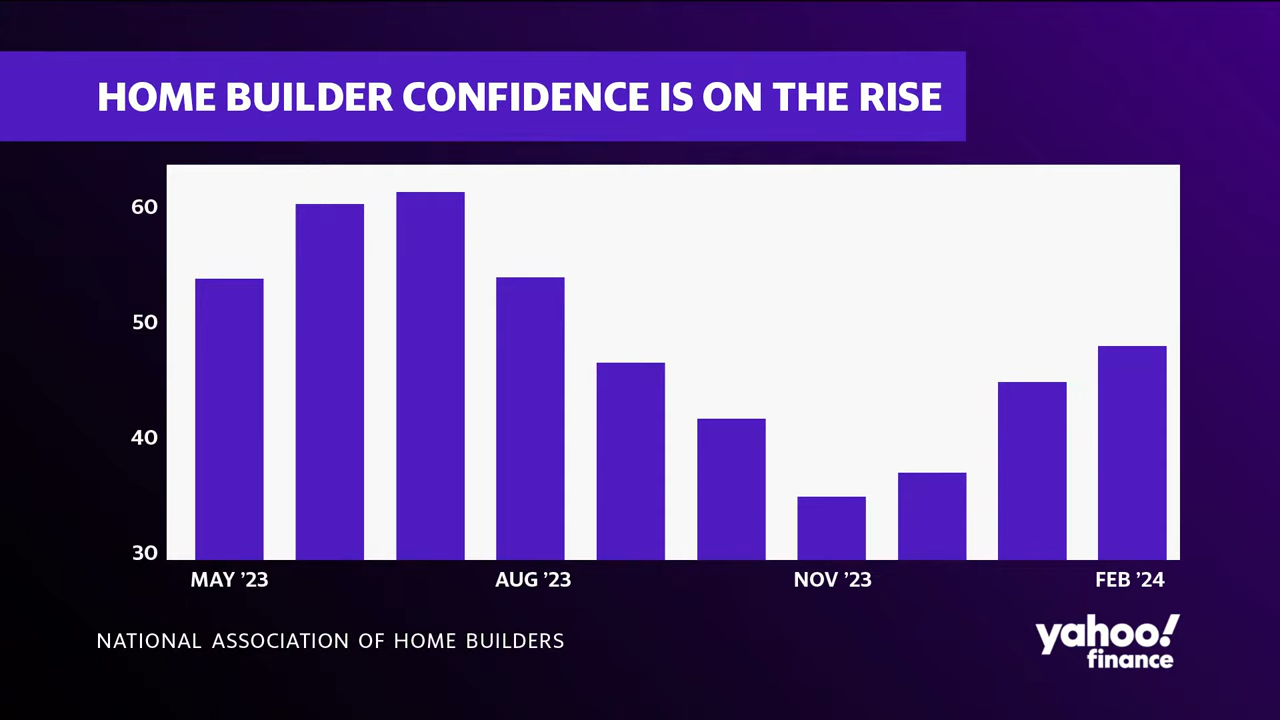 HOME BUILDER CONFIDENCE IS ON THE RISE
60
50
40
30
MAY ’23 AUG ’23 NOV ’23 FEB ’24
NATIONAL ASSOCIATION OF HOME BUILDERS
yahoo!
finance